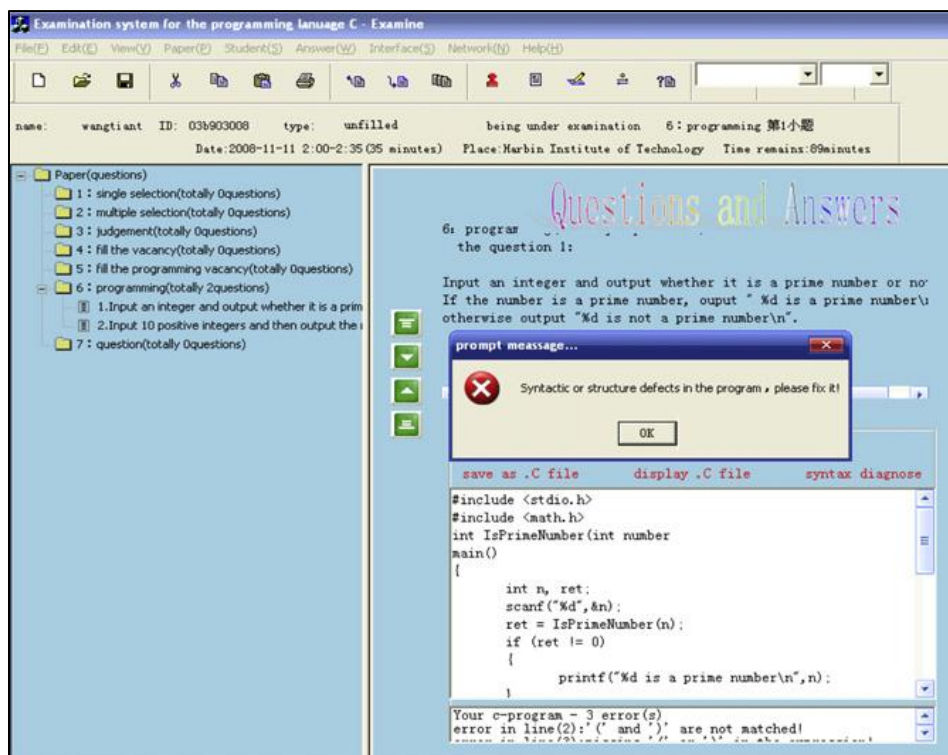 Examination system for the programming lanuage C - Examine
File(F) Edit(E) View(V) Paper(P) Student(S) Answer(W) Interface(S) Network(N) Help(H)
name: wangtiant ID: 03b903008 type: unfilled being under examination 6：programming 第1小题
Date:2008-11-11 2:00-2:35(35 minutes) Place:Harbin Institute of Technology Time remains:89minutes
Paper(questions)
1：single selection(totally 0questions)
2：multiple selection(totally 0questions)
3：judgement(totally 0questions)
4：fill the vacancy(totally 0questions)
5：fill the programming vacancy(totally 0questions)
6：programming(totally 2questions)
1.Input an integer and output whether it is a prim
2.Input 10 positive integers and then output the
7：question(totally 0questions)
Questions and Answers
6: program
the question 1:
Input an integer and output whether it is a prime number or no
If the number is a prime number, ouput " %d is a prime number\
otherwise output "%d is not a prime number\n".
prompt meassage...
Syntactic or structure defects in the program，please fix it!
OK
save as .C file display .C file syntax diagnose
#include <stdio.h>
#include <math.h>
int IsPrimeNumber(int number
main()
{
int n, ret;
scanf("%d",&n);
ret = IsPrimeNumber(n);
if (ret != 0)
{
printf("%d is a prime number\n",n);
}
Your c-program - 3 error(s)
error in line(2):'(' and ')' are not matched!